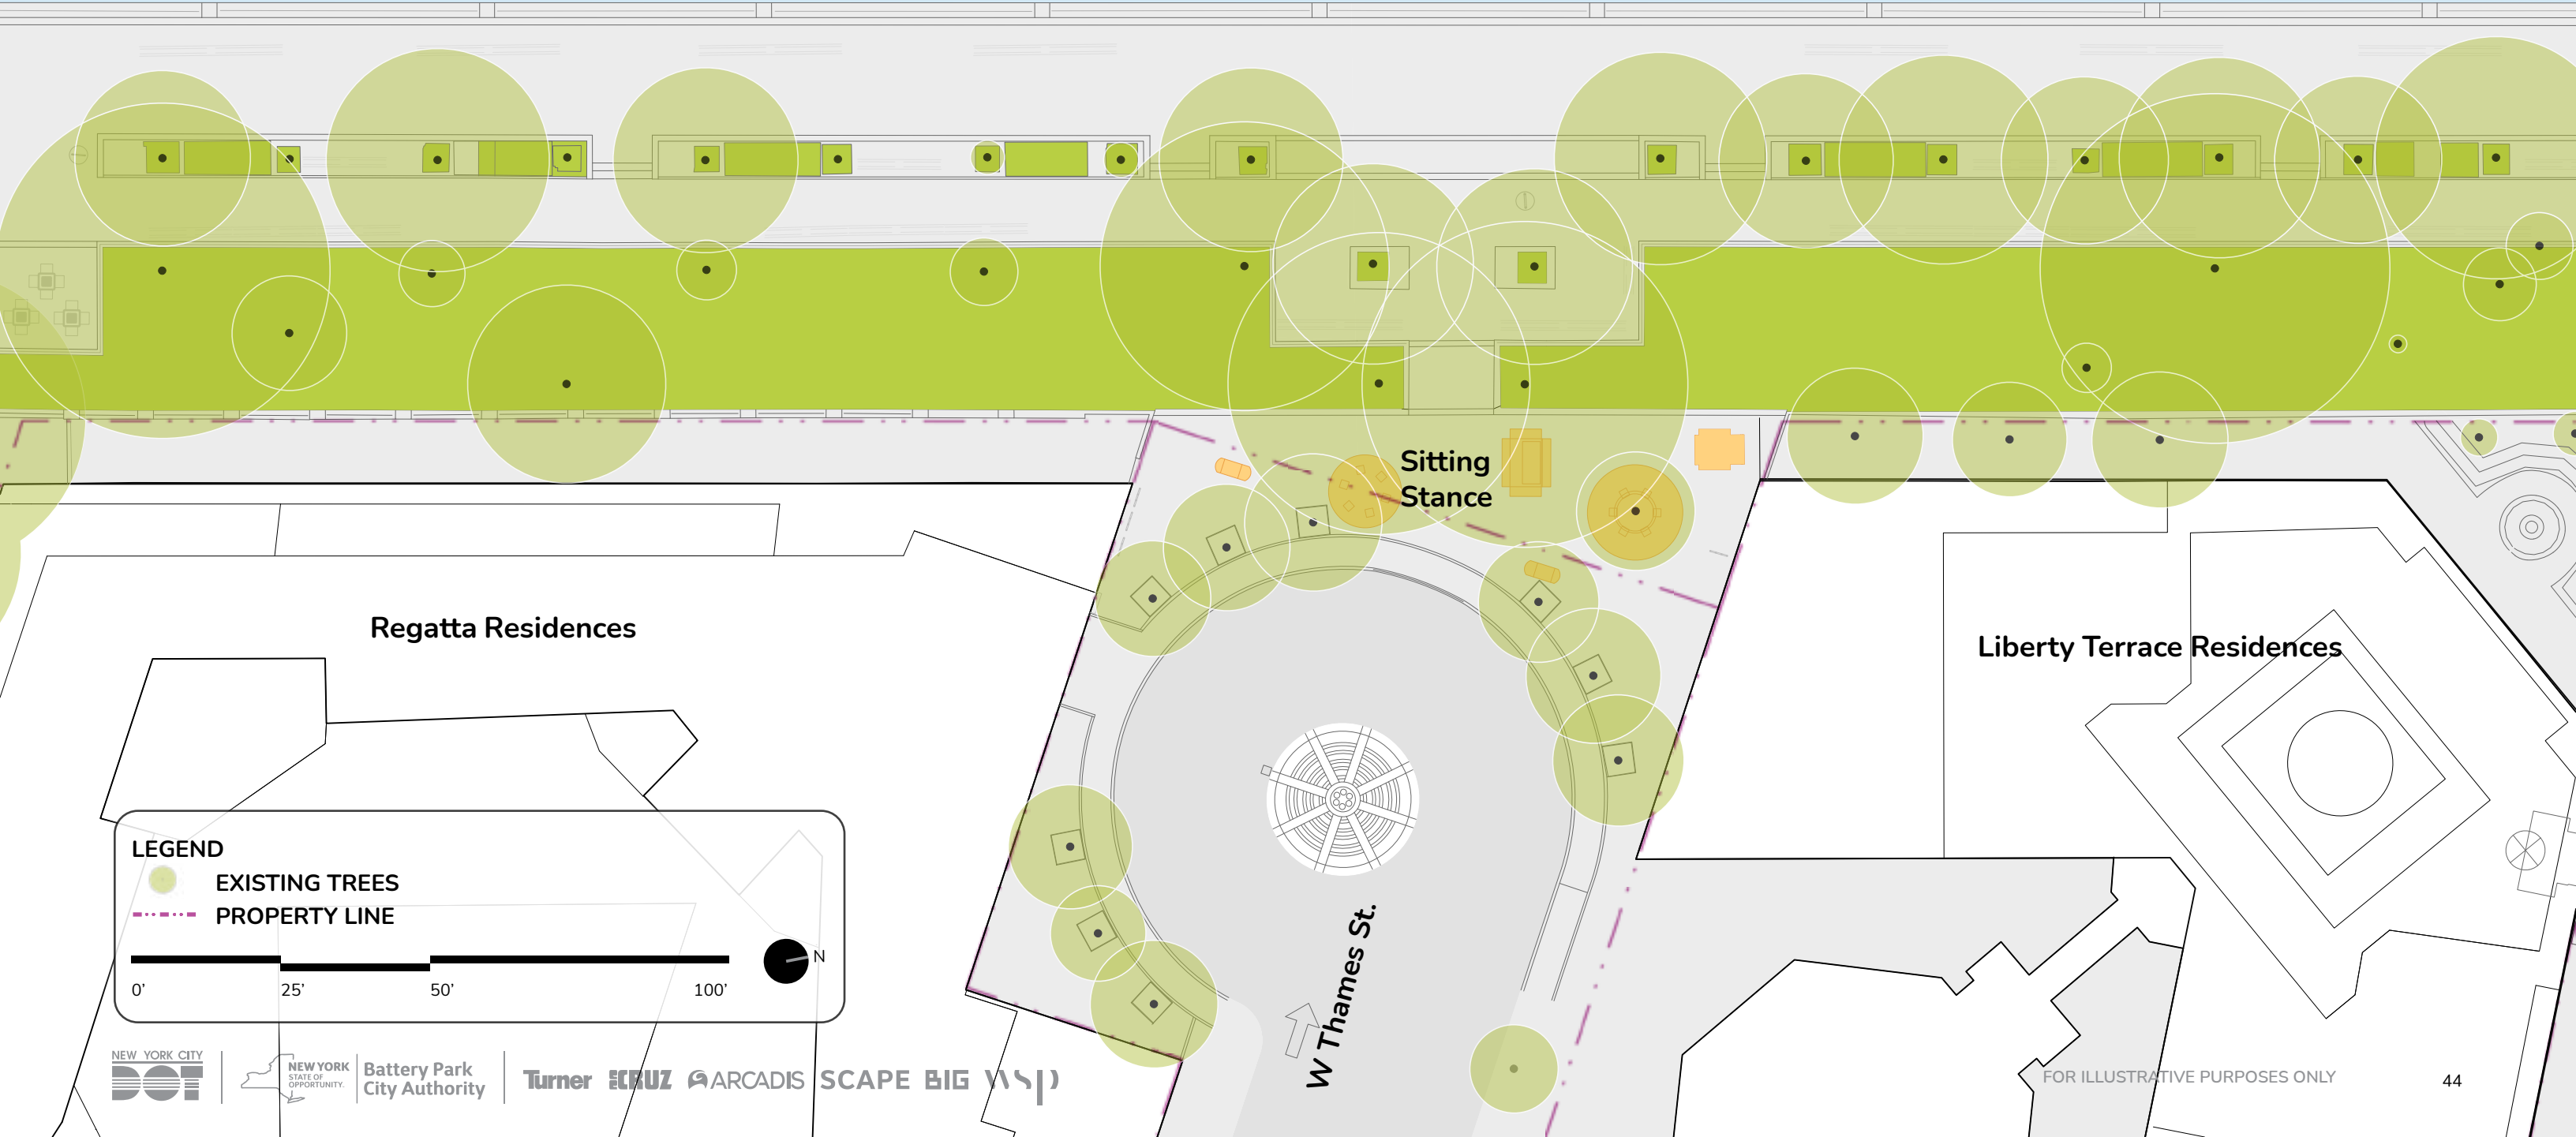 Sitting
Stance
Regatta Residences
Liberty Terrace Residences
W Thames St.
LEGEND
EXISTING TREES
PROPERTY LINE
N
0’ 25’ 50’ 100’
NEW YORK CITY
DOT
NEW YORK
STATE OF
OPPORTUNITY.
Battery Park
City Authority
Turner
ECRUZ
ARCADIS
SCAPE
BIG
WSP
FOR ILLUSTRATIVE PURPOSES ONLY
44